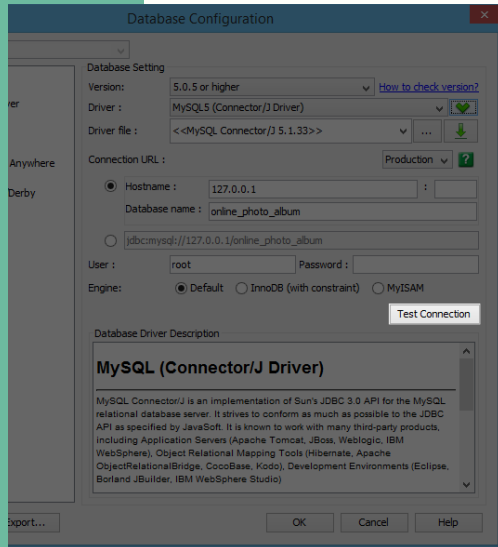 Database Configuration
x
Database Setting
Version: 5.0.5 or higher How to check version?
Driver : MySQL5 (Connector/J Driver)
Driver file : <<MySQL Connector/J 5.1.33>> ...
Connection URL : Production ?
Hostname : 127.0.0.1 :
Database name : online_photo_album
jdbc:mysql://127.0.0.1/online_photo_album
User : root Password :
Engine: Default InnoDB (with constraint) MyISAM
Test Connection
ver
Anywhere
Derby
Database Driver Description
MySQL (Connector/J Driver)
MySQL Connector/J is an implementation of Sun's JDBC 3.0 API for the MySQL
relational database server. It strives to conform as much as possible to the JDBC
API as specified by JavaSoft. It is known to work with many third-party products,
including Application Servers (Apache Tomcat, JBoss, Weblogic, IBM
WebSphere), Object Relational Mapping Tools (Hibernate, Apache
ObjectRelationalBridge, CocoBase, Kodo), Development Environments (Eclipse,
Borland JBuilder, IBM WebSphere Studio)
Export... OK Cancel Help